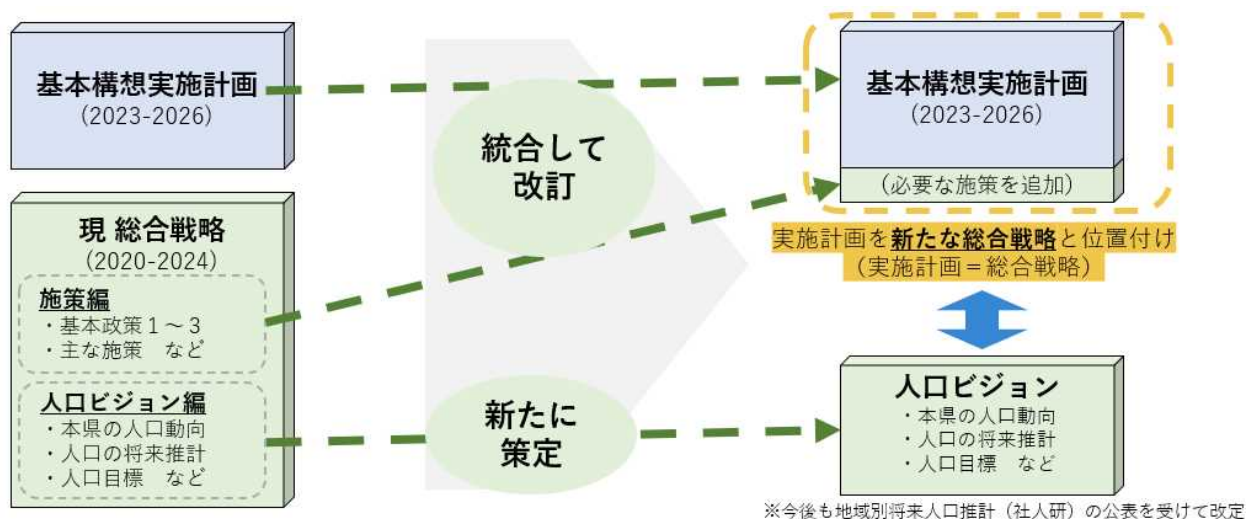 基本構想実施計画
(2023-2026)
現 総合戦略
(2020-2024)
施策編
・基本政策１～３
・主な施策　など
人口ビジョン編
・本県の人口動向
・人口の将来推計
・人口目標　など
統合して
改訂
新たに
策定
基本構想実施計画
(2023-2026)
（必要な施策を追加）
実施計画を新たな総合戦略と位置付け
（実施計画＝総合戦略）
人口ビジョン
・本県の人口動向
・人口の将来推計
・人口目標　など
※今後も地域別将来人口推計（社人研）の公表を受けて改定